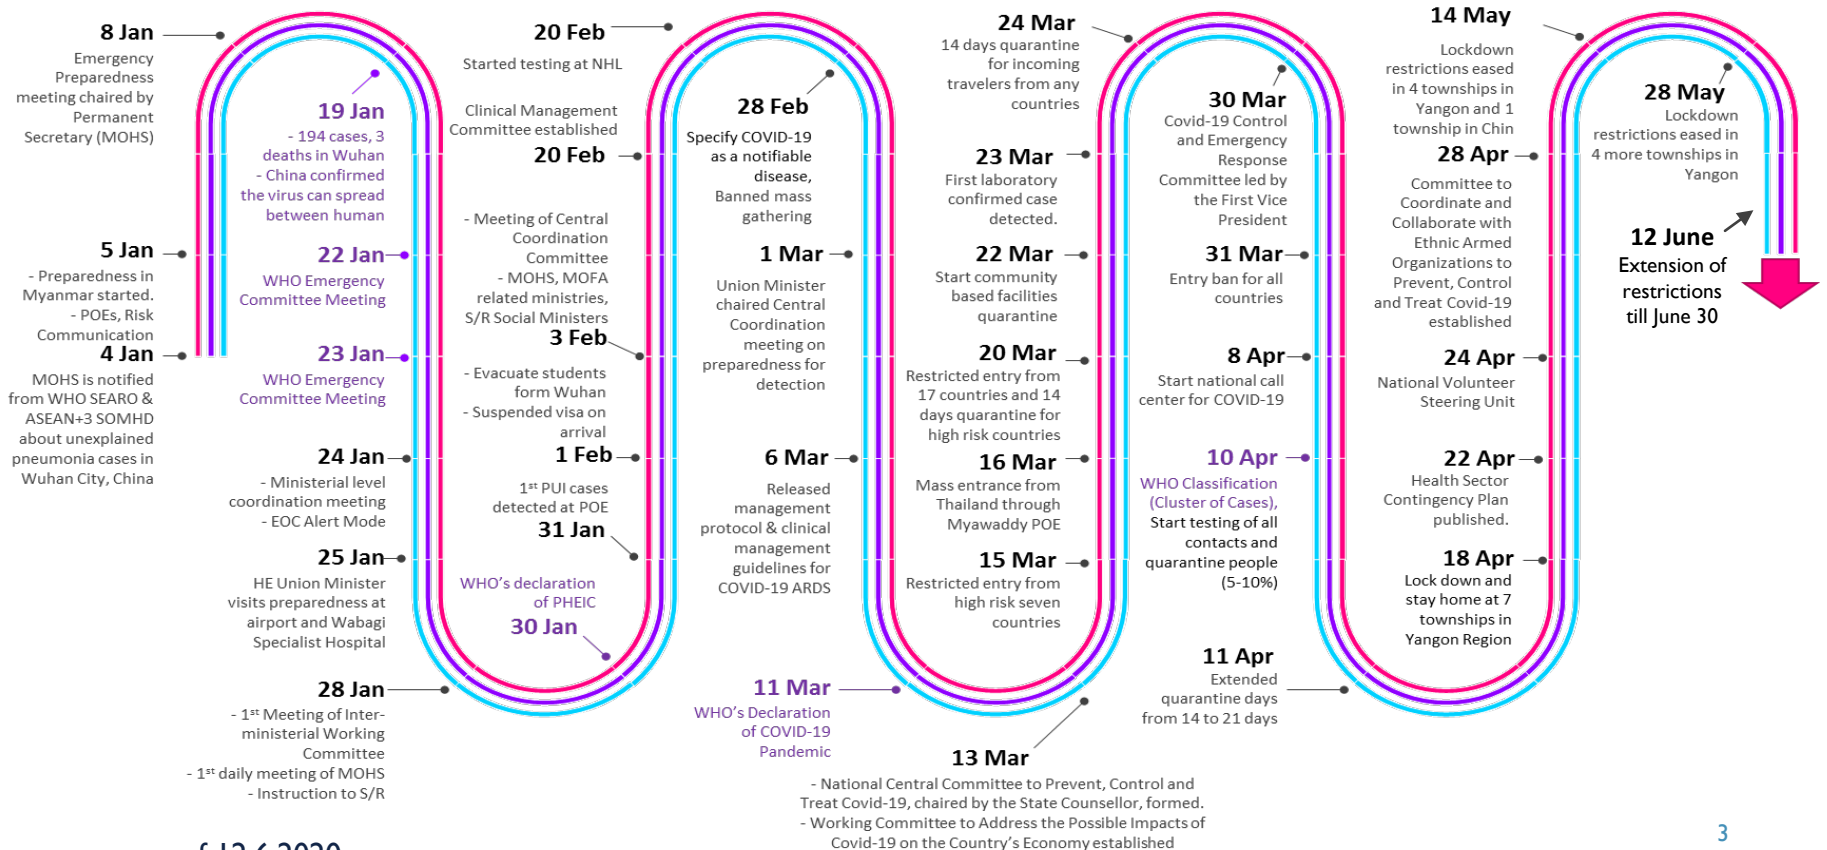 8 Jan
Emergency
Preparedness
meeting chaired by
Permanent
Secretary (MOHS)
5 Jan
- Preparedness in
Myanmar started.
- POEs, Risk
Communication
4 Jan
MOHS is notified
from WHO SEARO &
ASEAN+3 SOMHD
about unexplained
pneumonia cases in
Wuhan City, China
19 Jan
- 194 cases, 3
deaths in Wuhan
- China confirmed
the virus can spread
between human
22 Jan
WHO Emergency
Committee Meeting
23 Jan
WHO Emergency
Committee Meeting
24 Jan
- Ministerial level
coordination meeting
- EOC Alert Mode
25 Jan
HE Union Minister
visits preparedness at
airport and Wabagi
Specialist Hospital
28 Jan
- 1st Meeting of Inter-
ministerial Working
Committee
- 1st daily meeting of MOHS
- Instruction to S/R
20 Feb
Started testing at NHL
Clinical Management
Committee established
20 Feb
- Meeting of Central
Coordination
Committee
- MOHS, MOFA
related ministries,
S/R Social Ministers
3 Feb
- Evacuate students
form Wuhan
- Suspended visa on
arrival
1 Feb
1st PUI cases
detected at POE
31 Jan
WHO's declaration
of PHEIC
30 Jan
28 Feb
Specify COVID-19
as a notifiable
disease,
Banned mass
gathering
1 Mar
Union Minister
chaired Central
Coordination
meeting on
preparedness for
detection
6 Mar
Released
management
protocol & clinical
management
guidelines for
COVID-19 ARDS
11 Mar
WHO's Declaration
of COVID-19
Pandemic
13 Mar
- National Central Committee to Prevent, Control and
Treat Covid-19, chaired by the State Counsellor, formed.
- Working Committee to Address the Possible Impacts of
Covid-19 on the Country's Economy established
24 Mar
14 days quarantine
for incoming
travelers from any
countries
23 Mar
First laboratory
confirmed case
detected.
22 Mar
Start community
based facilities
quarantine
20 Mar
Restricted entry from
17 countries and 14
days quarantine for
high risk countries
16 Mar
Mass entrance from
Thailand through
Myawaddy POE
15 Mar
Restricted entry from
high risk seven
countries
30 Mar
Covid-19 Control
and Emergency
Response
Committee led by
the First Vice
President
31 Mar
Entry ban for all
countries
8 Apr
Start national call
center for COVID-19
10 Apr
WHO Classification
(Cluster of Cases),
Start testing of all
contacts and
quarantine people
(5-10%)
11 Apr
Extended
quarantine days
from 14 to 21 days
14 May
Lockdown
restrictions eased
in 4 townships in
Yangon and 1
township in Chin
28 Apr
Committee to
Coordinate and
Collaborate with
Ethnic Armed
Organizations to
Prevent, Control
and Treat Covid-19
established
24 Apr
National Volunteer
Steering Unit
22 Apr
Health Sector
Contingency Plan
published.
18 Apr
Lock down and
stay home at 7
townships in
Yangon Region
28 May
Lockdown
restrictions eased in
4 more townships in
Yangon
12 June
Extension of
restrictions
till June 30
3